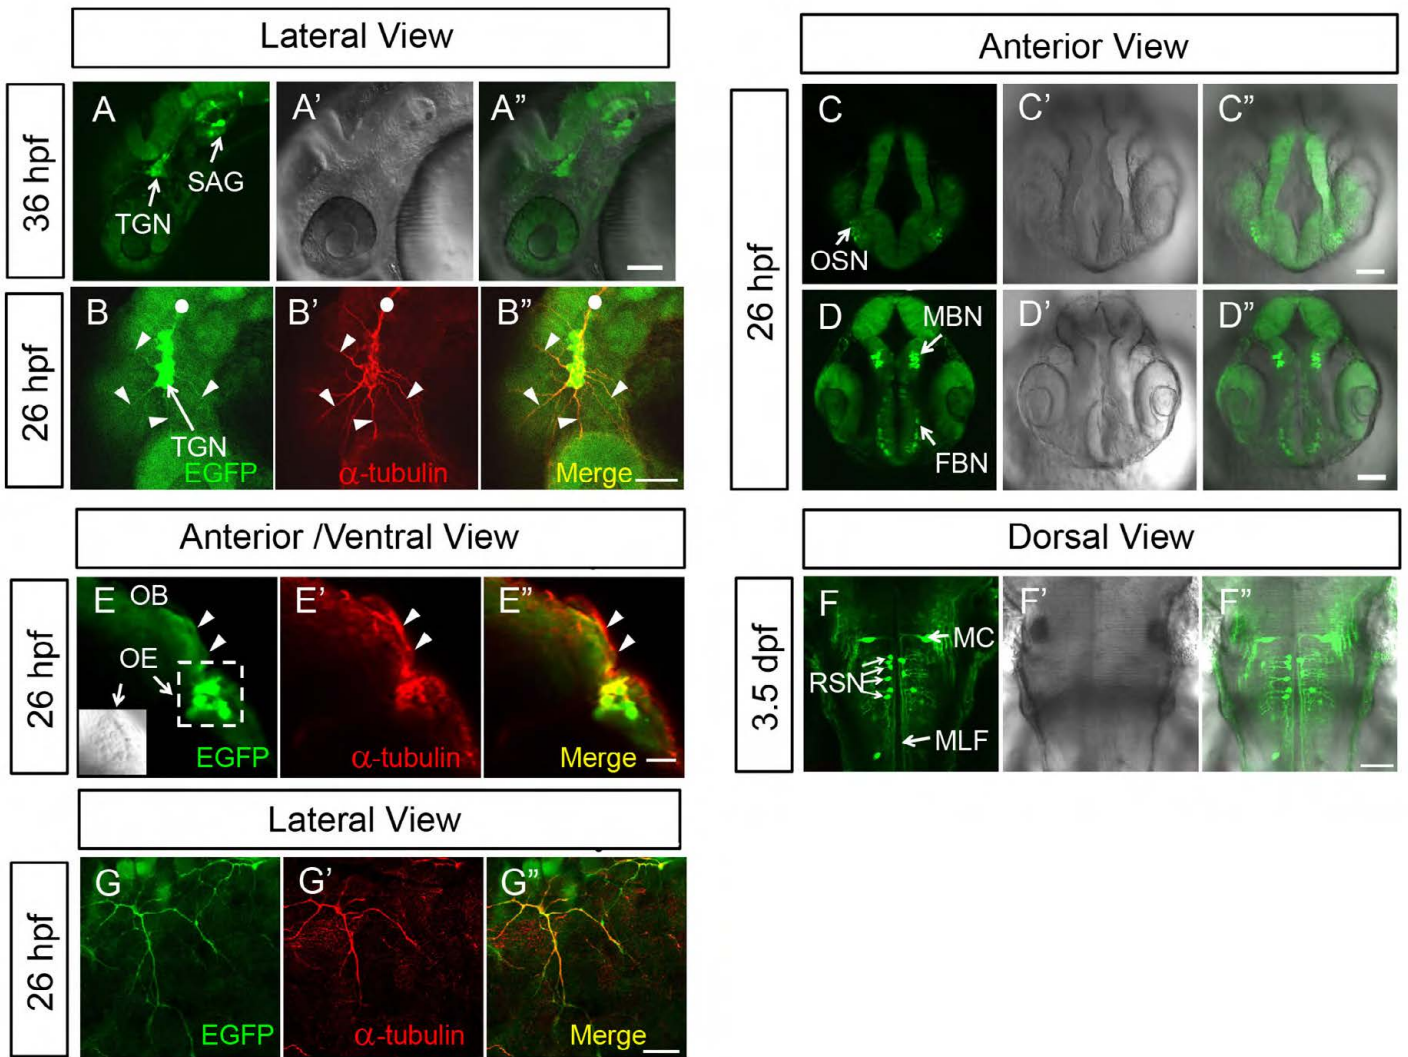 Lateral View
36 hpf
A
SAG
TGN
A’
A”
26 hpf
B
TGN
EGFP
B’
α-tubulin
B”
Merge
Anterior View
26 hpf
C
OSN
C’
C”
D
MBN
FBN
D’
D”
Anterior /Ventral View
26 hpf
E
OB
OE
EGFP
E’
α-tubulin
E”
Merge
Dorsal View
3.5 dpf
F
MC
RSN
MLF
F’
F”
Lateral View
26 hpf
G
EGFP
G’
α-tubulin
G”
Merge